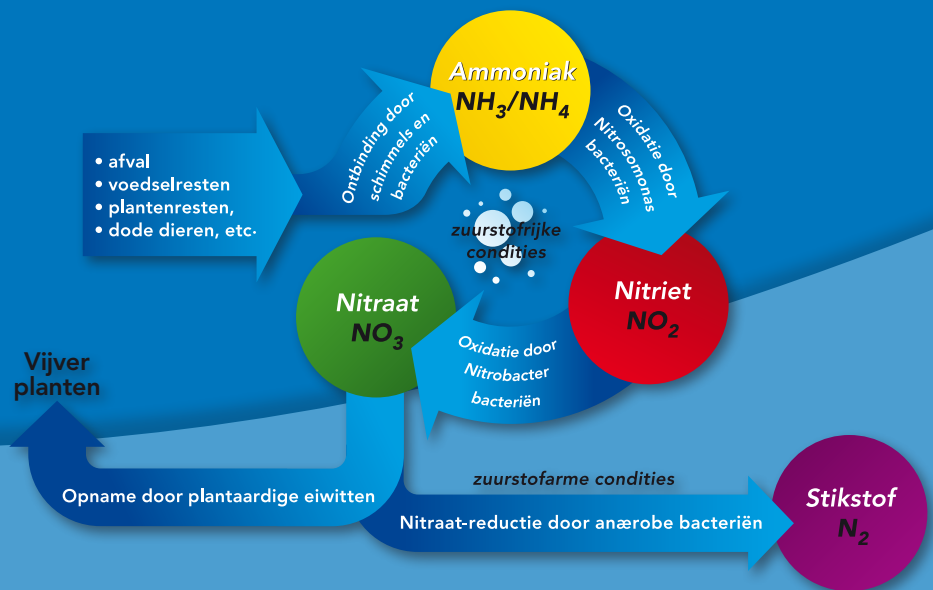 Ammoniak
NH₃/NH₄
Ontbinding door
schimmels en
bacteriën
Oxidatie door
Nitrosomonas
bacteriën
• afval
• voedselresten
• plantenresten,
• dode dieren, etc.
zuurstofrijke
condities
Nitriet
NO₂
Nitraat
NO₃
Oxidatie door
Nitrobacter
bacteriën
Vijver
planten
Opname door plantaardige eiwitten
zuurstofarme condities
Nitraat-reductie door anærobe bacteriën
Stikstof
N₂